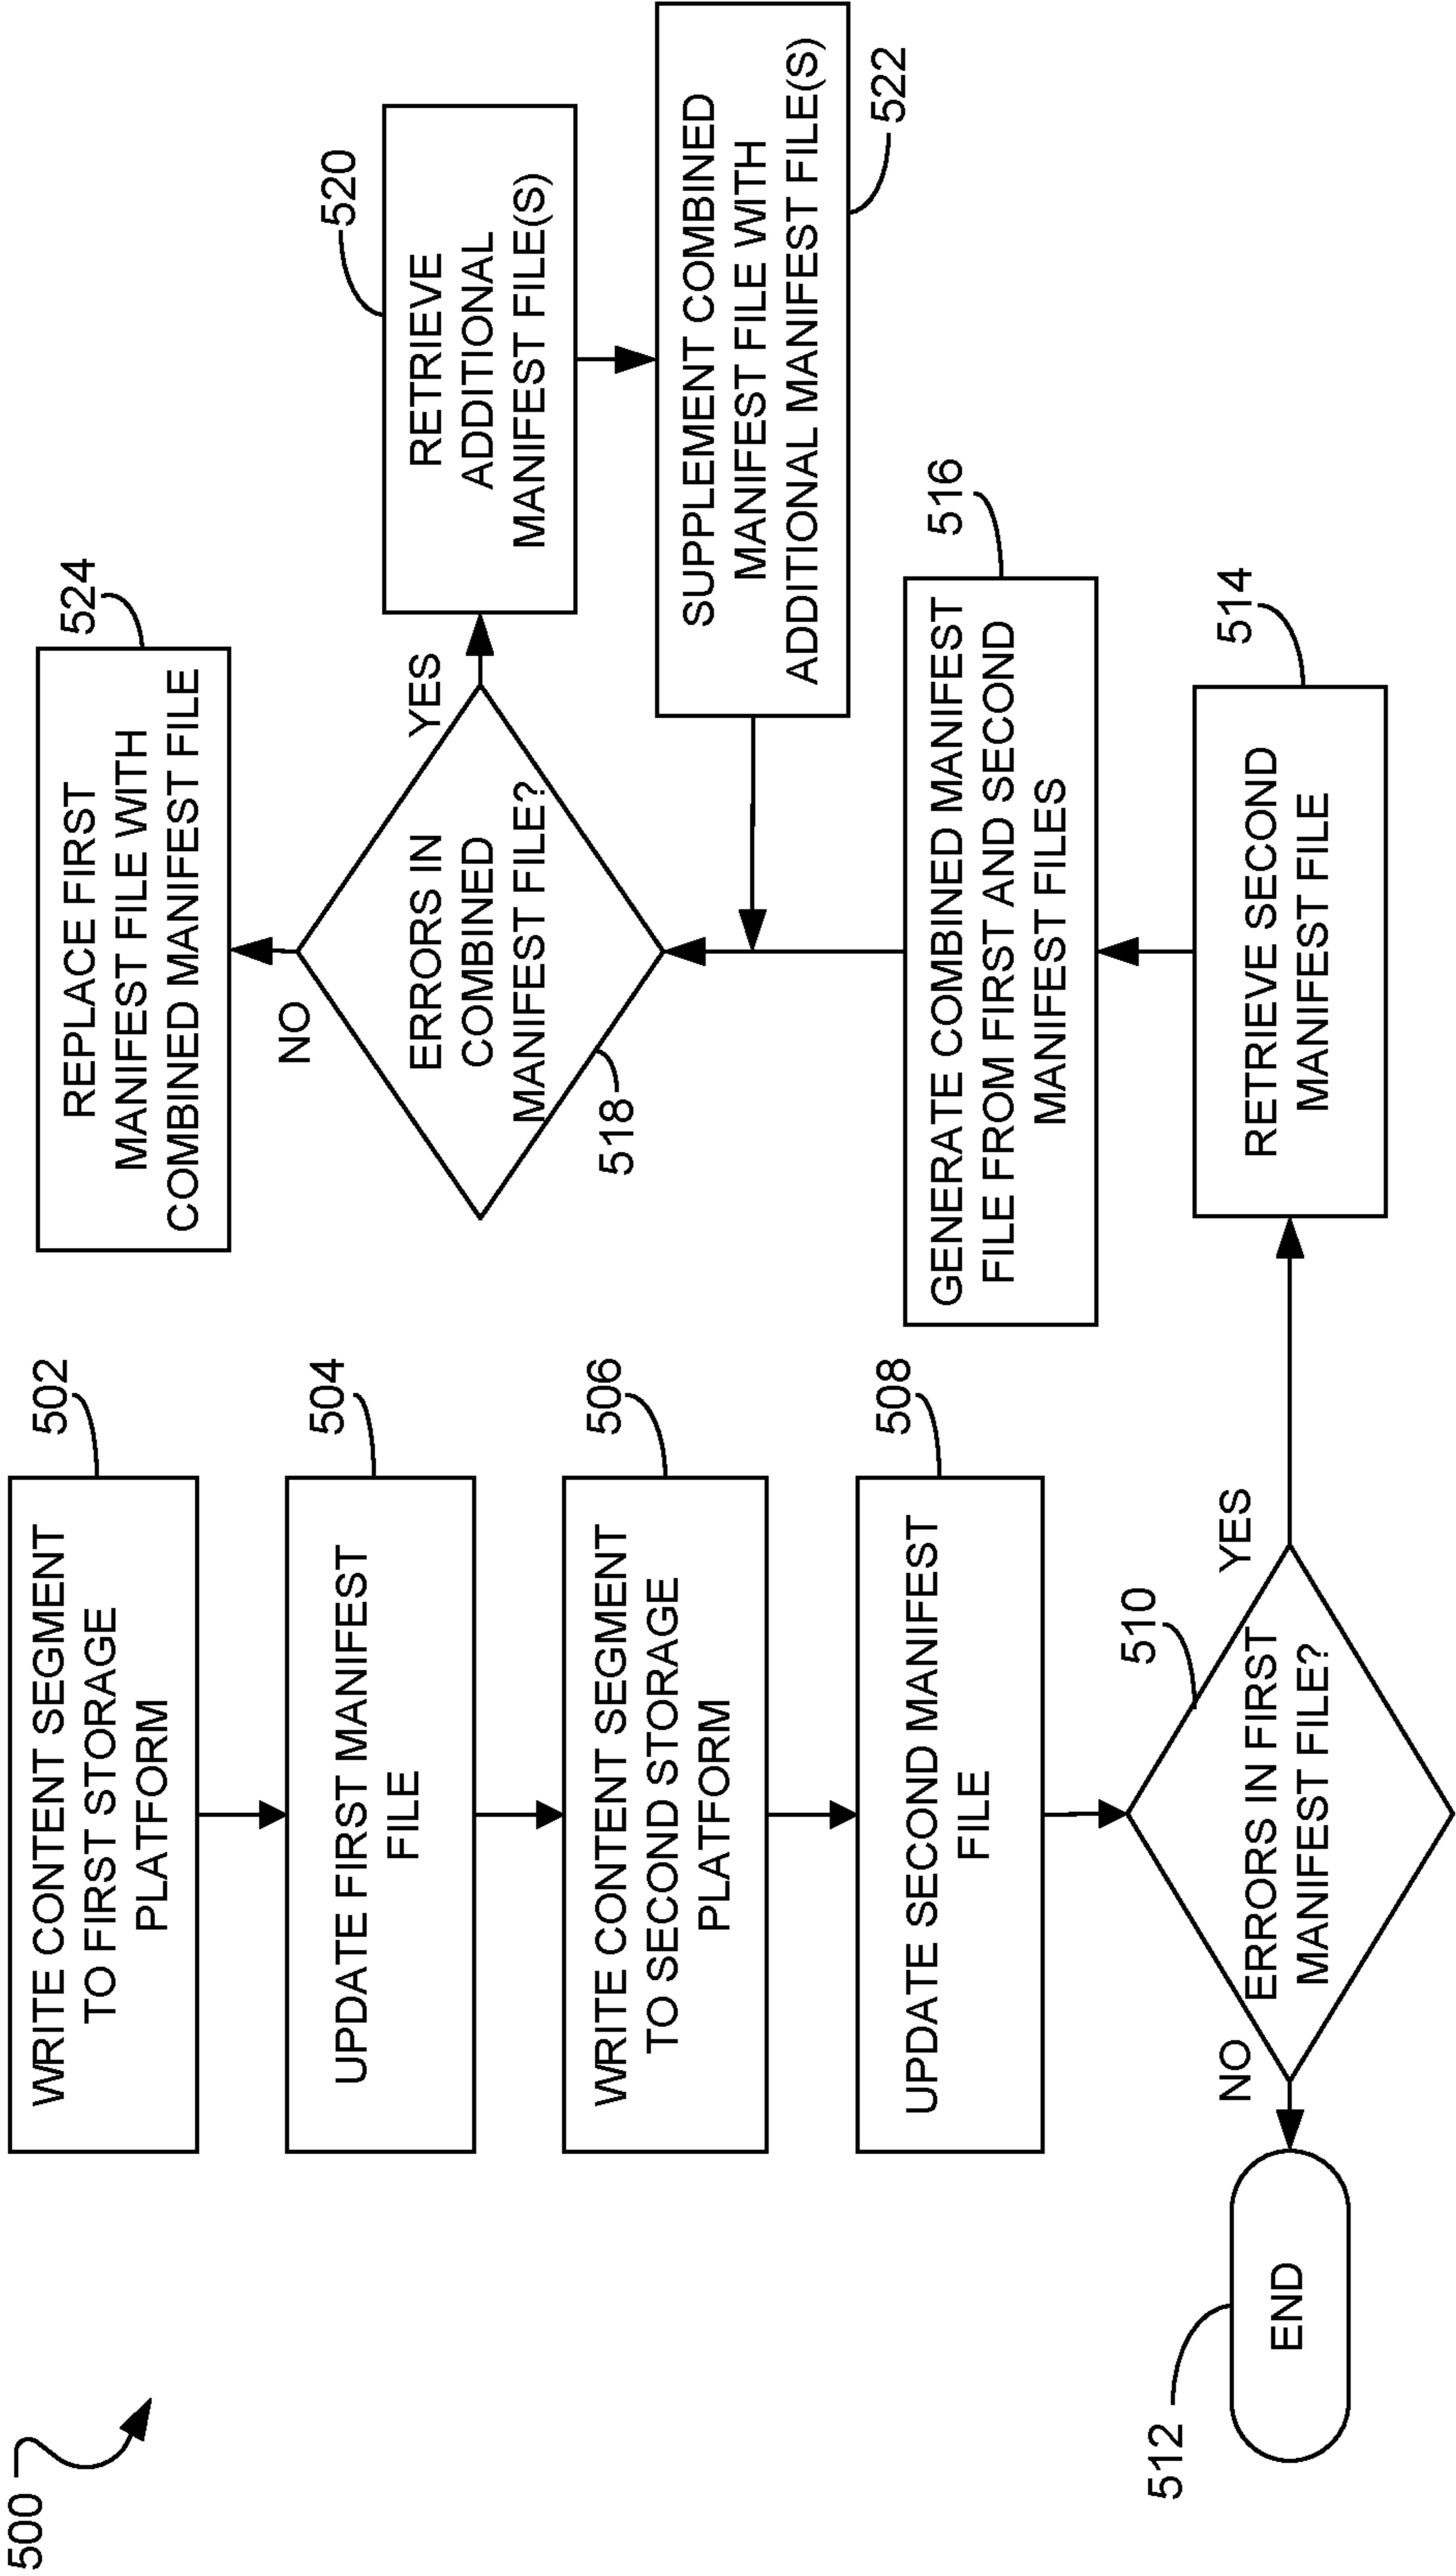 500
502
WRITE CONTENT SEGMENT
TO FIRST STORAGE
PLATFORM
504
UPDATE FIRST MANIFEST
FILE
506
WRITE CONTENT SEGMENT
TO SECOND STORAGE
PLATFORM
508
UPDATE SECOND MANIFEST
FILE
510
ERRORS IN FIRST
MANIFEST FILE?
NO
YES
512
END
514
RETRIEVE SECOND
MANIFEST FILE
516
GENERATE COMBINED MANIFEST
FILE FROM FIRST AND SECOND
MANIFEST FILES
518
ERRORS IN
COMBINED
MANIFEST FILE?
NO
YES
520
RETRIEVE
ADDITIONAL
MANIFEST FILE(S)
522
SUPPLEMENT COMBINED
MANIFEST FILE WITH
ADDITIONAL MANIFEST FILE(S)
524
REPLACE FIRST
MANIFEST FILE WITH
COMBINED MANIFEST FILE